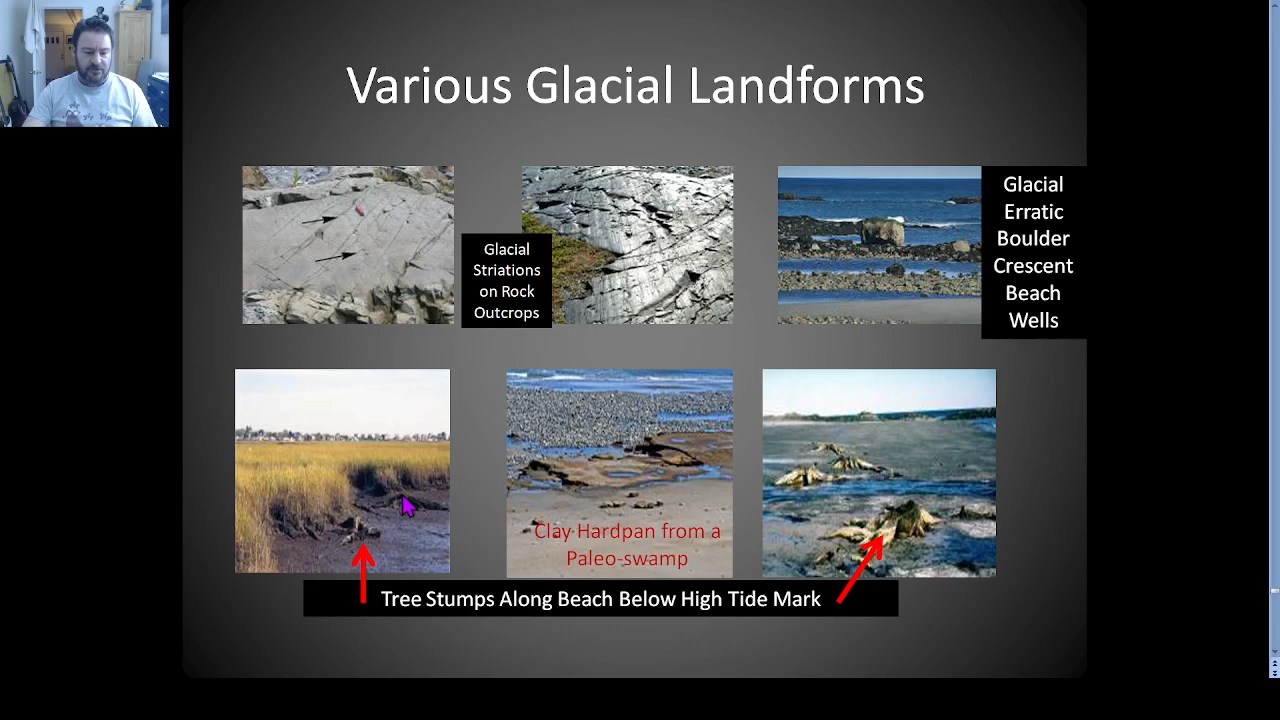 Various Glacial Landforms
Glacial
Striations
on Rock
Outcrops
Glacial
Erratic
Boulder
Crescent
Beach
Wells
Clay Hardpan from a
Paleo-swamp
Tree Stumps Along Beach Below High Tide Mark